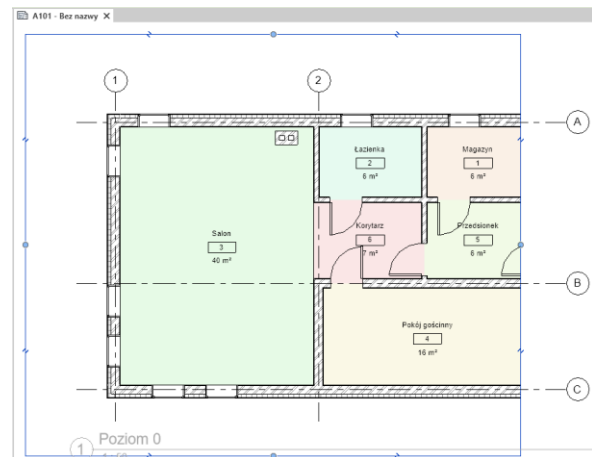 A101 - Bez nazwy X
1
2
A
Łazienka
2
6 m²
Magazyn
1
6 m²
Salon
3
40 m²
Korytarz
6
7 m²
Przedsionek
5
6 m²
B
Pokój gościnny
4
16 m²
C
1
Poziom 0